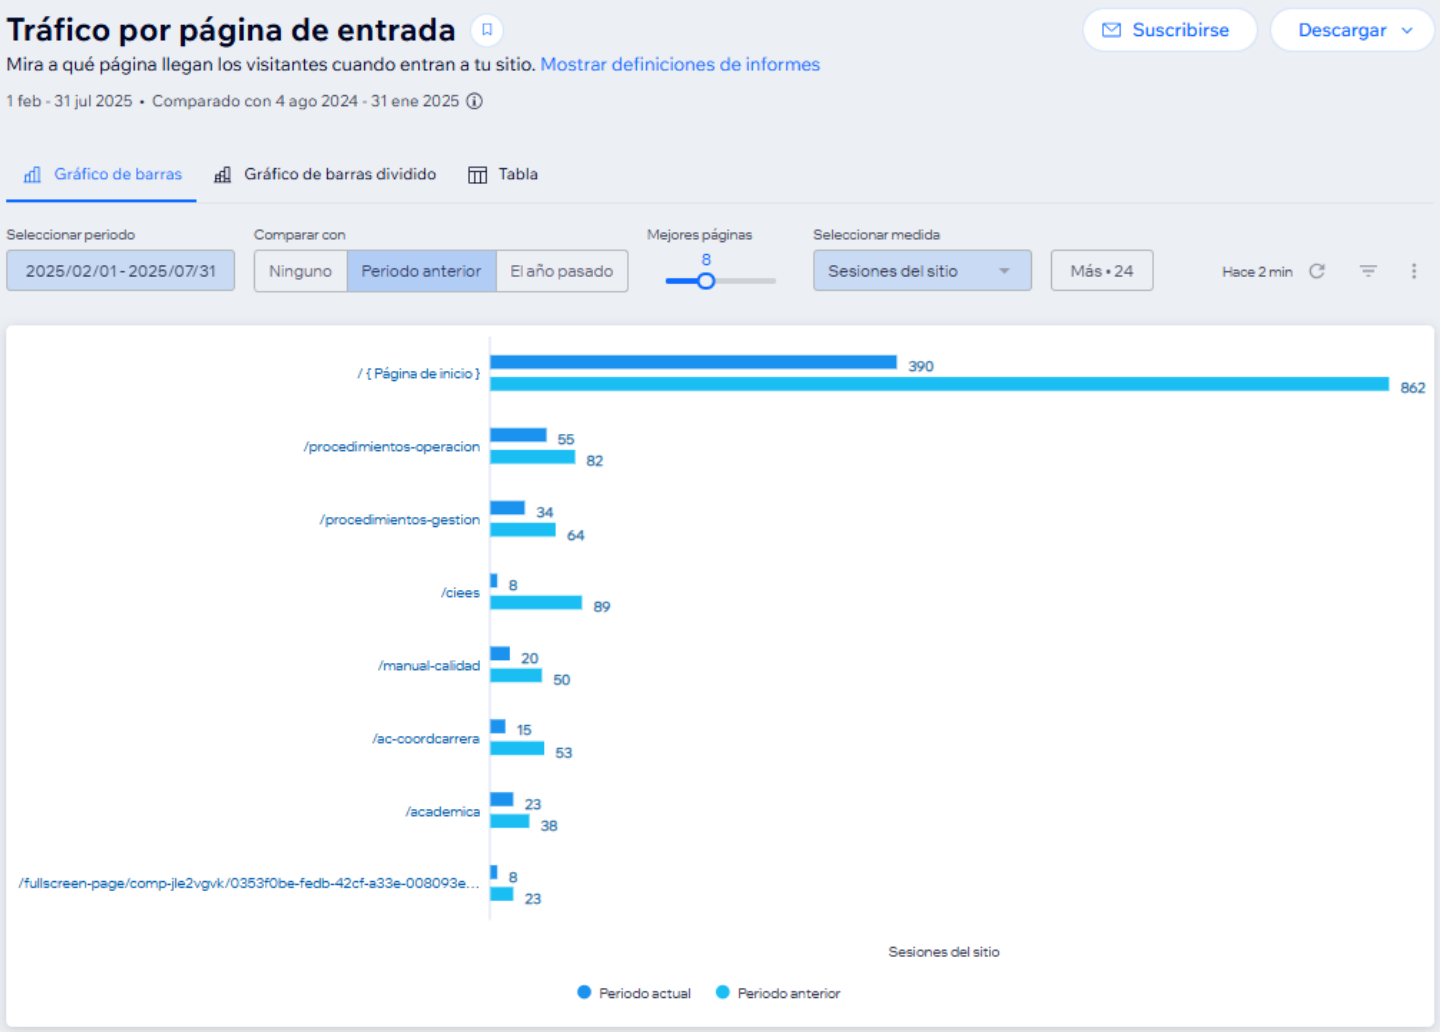 Tráfico por página de entrada
Suscribirse
Descargar
Mira a qué página llegan los visitantes cuando entran a tu sitio. Mostrar definiciones de informes
1 feb - 31 jul 2025 • Comparado con 4 ago 2024 - 31 ene 2025
Gráfico de barras
Gráfico de barras dividido
Tabla
Seleccionar periodo
Comparar con
Mejores páginas
Seleccionar medida
2025/02/01 - 2025/07/31
Ninguno
Periodo anterior
El año pasado
8
Sesiones del sitio
Más • 24
Hace 2 min
/ { Página de inicio }
390
862
/procedimientos-operacion
55
82
/procedimientos-gestion
34
64
/ciees
8
89
/manual-calidad
20
50
/ac-coordcarrera
15
53
/academica
23
38
/fullscreen-page/comp-jle2vgvk/0353f0be-fedb-42cf-a33e-008093e...
8
23
Sesiones del sitio
Periodo actual
Periodo anterior